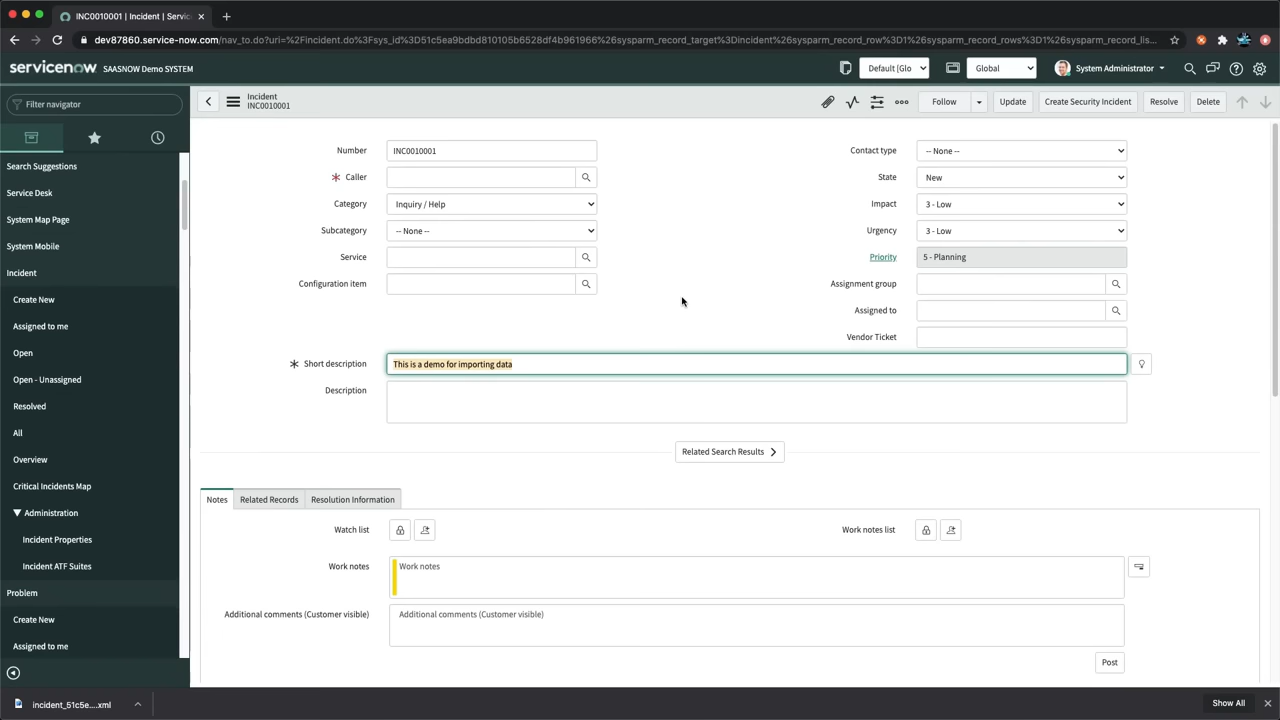 INC0010001 | Incident | Servic
dev87860.service-now.com/nav_to.do?uri=%2Fincident.do%3Fsys_id%3D51c5ea9bdbd810105b6528df4b961966%26sysparm_record_target%3Dincident%26sysparm_record_row%3D1%26sysparm_record_rows%3D1%26sysparm_record_lis...
servicenow SAASNOW Demo SYSTEM
Default [Glo
Global
System Administrator
Filter navigator
Search Suggestions
Service Desk
System Map Page
System Mobile
Incident
Create New
Assigned to me
Open
Open - Unassigned
Resolved
All
Overview
Critical Incidents Map
Administration
Incident Properties
Incident ATF Suites
Problem
Create New
Assigned to me
Incident
INC0010001
Follow
Update
Create Security Incident
Resolve
Delete
Number INC0010001
Caller
Category Inquiry / Help
Subcategory -- None --
Service
Configuration item
Contact type -- None --
State New
Impact 3 - Low
Urgency 3 - Low
Priority 5 - Planning
Assignment group
Assigned to
Vendor Ticket
Short description This is a demo for importing data
Description
Related Search Results
Notes Related Records Resolution Information
Watch list
Work notes list
Work notes Work notes
Additional comments (Customer visible) Additional comments (Customer visible)
Post
incident_51c5e....xml
Show All